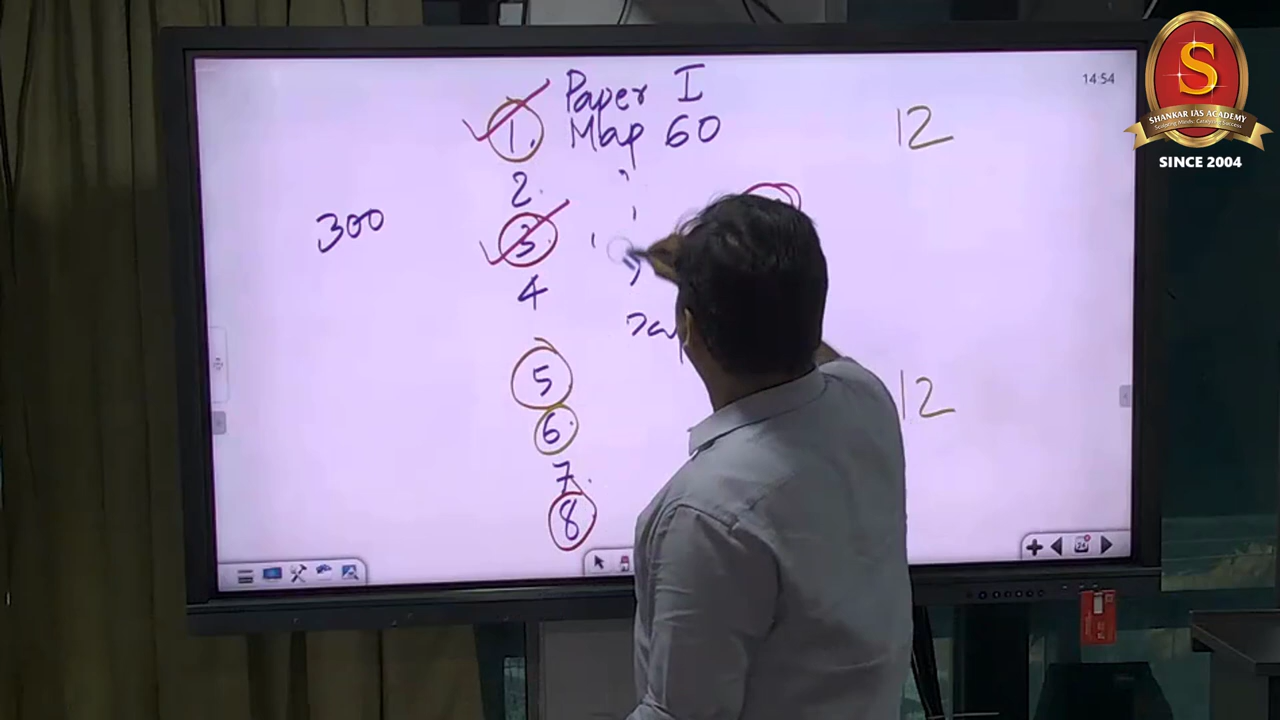 Paper I
1. Map 60
12
2.
300
3.
4
5
12
6.
7.
8
14:54
S
SHANKAR IAS ACADEMY
SINCE 2004